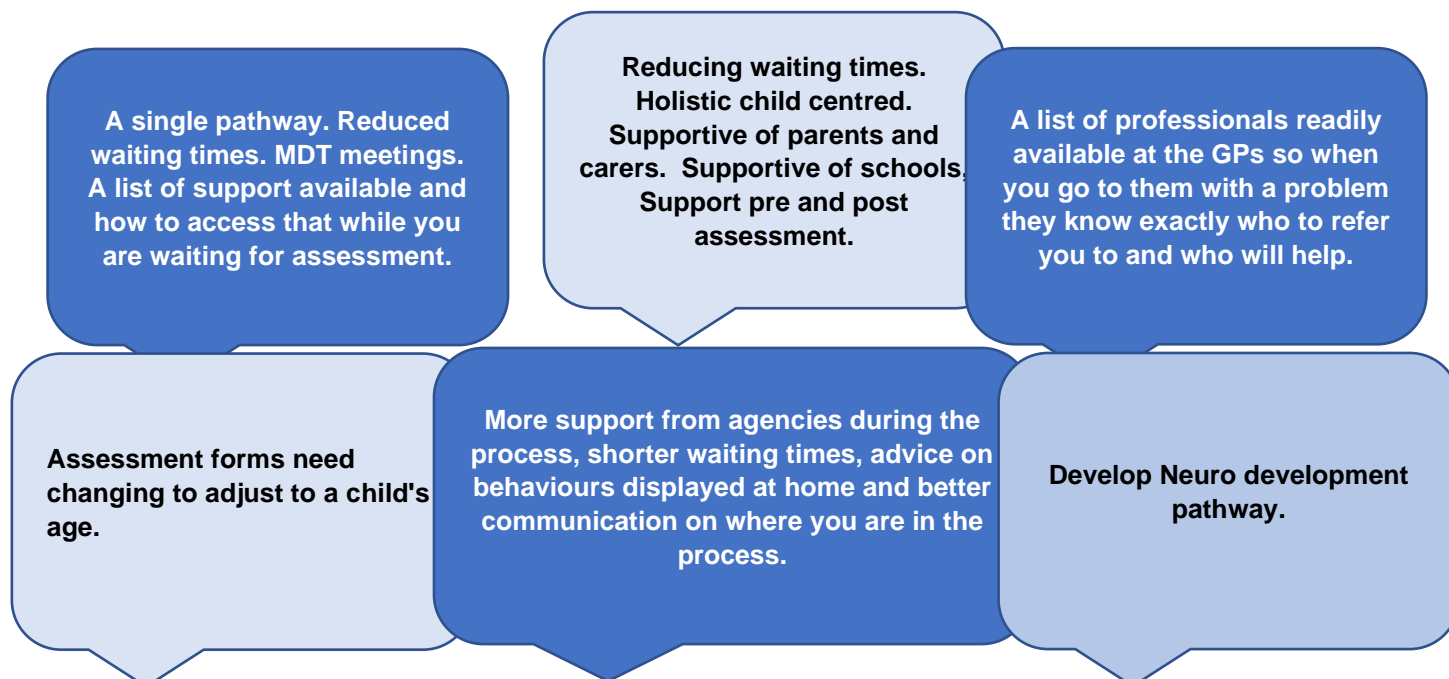 A single pathway. Reduced
waiting times. MDT meetings.
A list of support available and
how to access that while you
are waiting for assessment.
Reducing waiting times.
Holistic child centred.
Supportive of parents and
carers.  Supportive of schools,
Support pre and post
assessment.
A list of professionals readily
available at the GPs so when
you go to them with a problem
they know exactly who to refer
you to and who will help.
Assessment forms need
changing to adjust to a child's
age.
More support from agencies during the
process, shorter waiting times, advice on
behaviours displayed at home and better
communication on where you are in the
process.
Develop Neuro development
pathway.